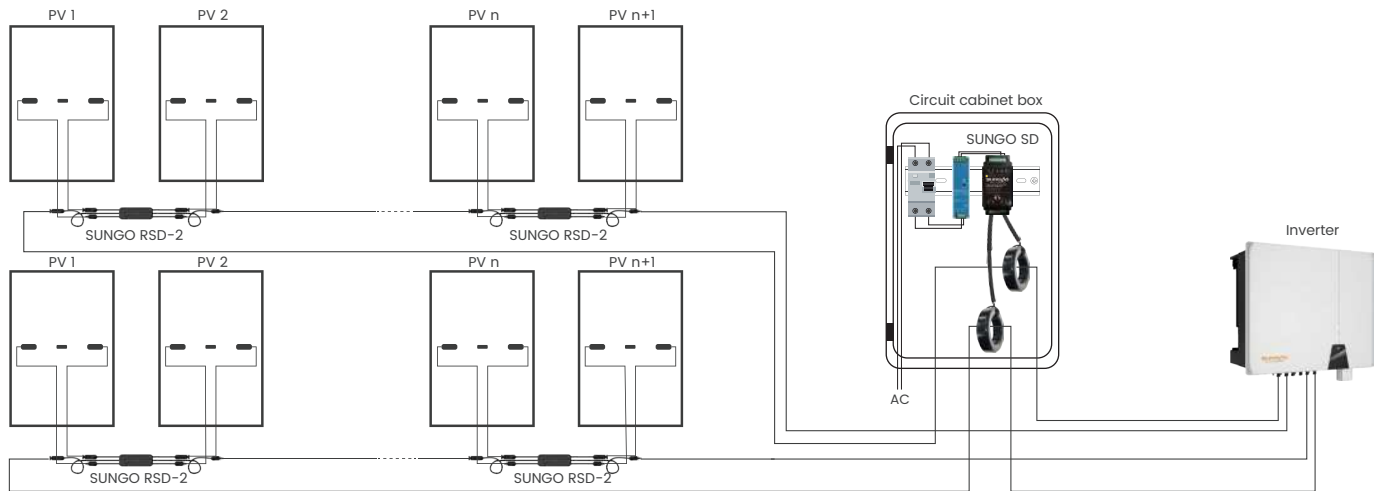 PV 1
PV 2
PV n
PV n+1
SUNGO RSD-2
SUNGO RSD-2
Circuit cabinet box
SUNGO SD
AC
Inverter
PV 1
PV 2
PV n
PV n+1
SUNGO RSD-2
SUNGO RSD-2